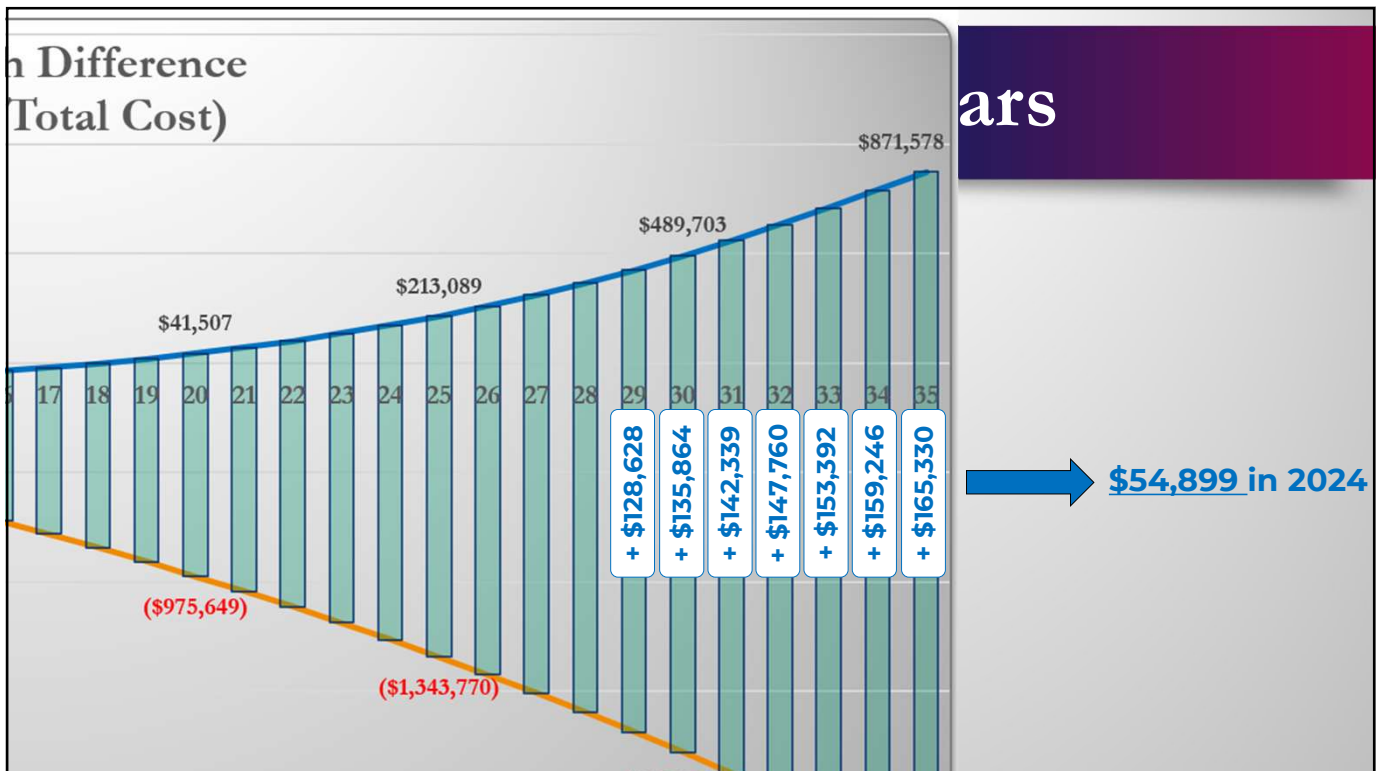 n Difference
Total Cost)
ars
$871,578
$489,703
$213,089
$41,507
17 18 19 20 21 22 23 24 25 26 27 28 29 30 31 32 33 34 35
+ $128,628
+ $135,864
+ $142,339
+ $147,760
+ $153,392
+ $159,246
+ $165,330
$54,899 in 2024
($975,649)
($1,343,770)